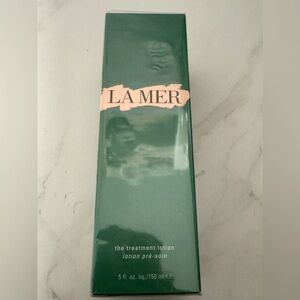 LA MER
the treatment lotion
lotion pré-soin
5 fl. oz. liq./150 ml ℮